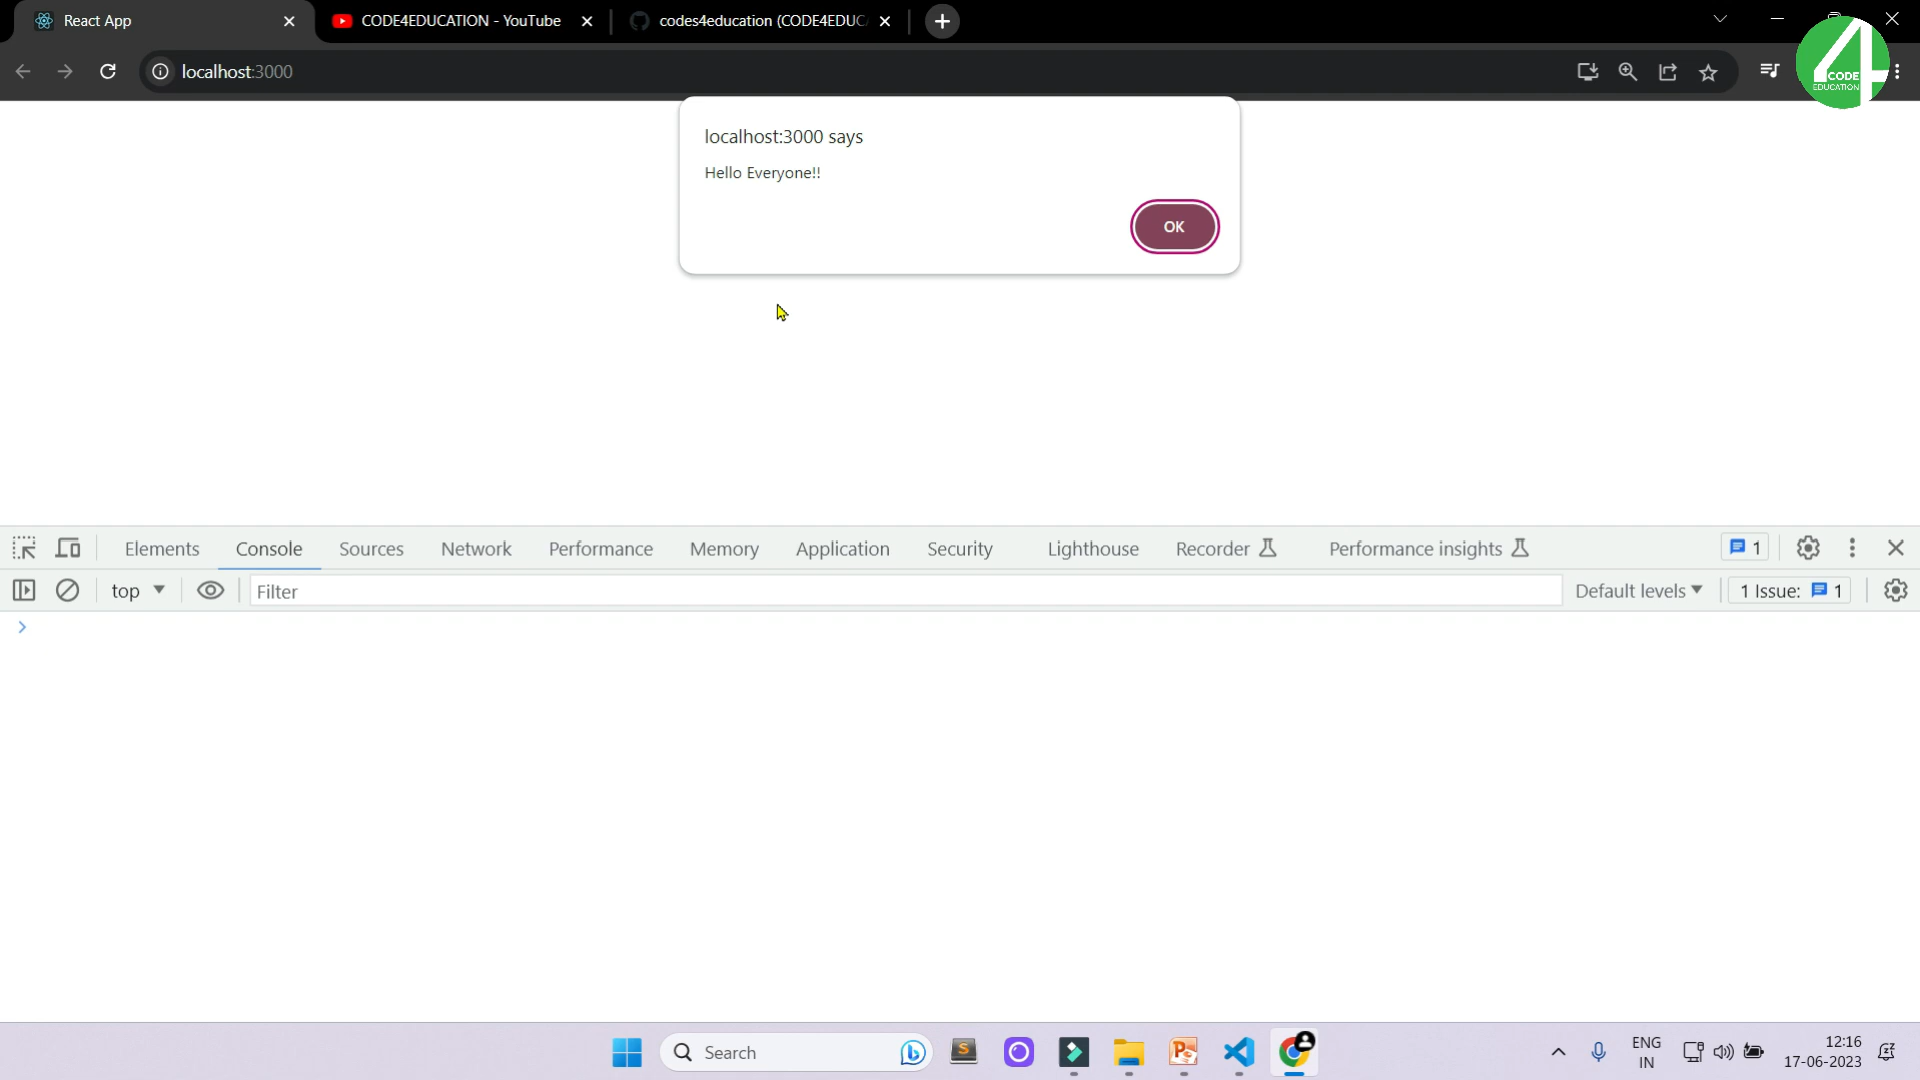 React App
CODE4EDUCATION - YouTube
codes4education (CODE4EDUC
localhost:3000
4
CODE
EDUCATION
localhost:3000 says
Hello Everyone!!
OK
Elements
Console
Sources
Network
Performance
Memory
Application
Security
Lighthouse
Recorder
Performance insights
1
top
Filter
Default levels
1 Issue: 1
Search
ENG
IN
12:16
17-06-2023